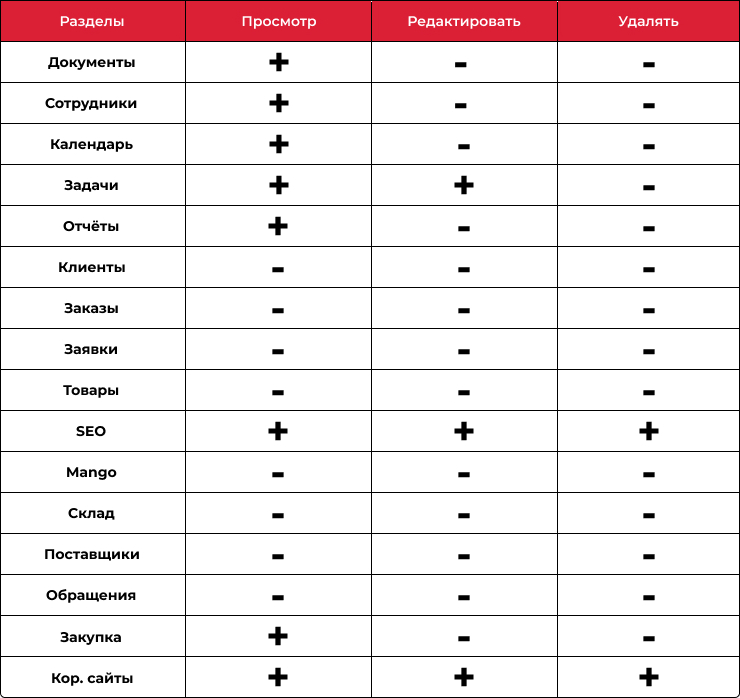 Разделы Просмотр Редактировать Удалять
Документы + - -
Сотрудники + - -
Календарь + - -
Задачи + + -
Отчёты + - -
Клиенты - - -
Заказы - - -
Заявки - - -
Товары - - -
SEO + + +
Mango - - -
Склад - - -
Поставщики - - -
Обращения - - -
Закупка + - -
Кор. сайты + + +